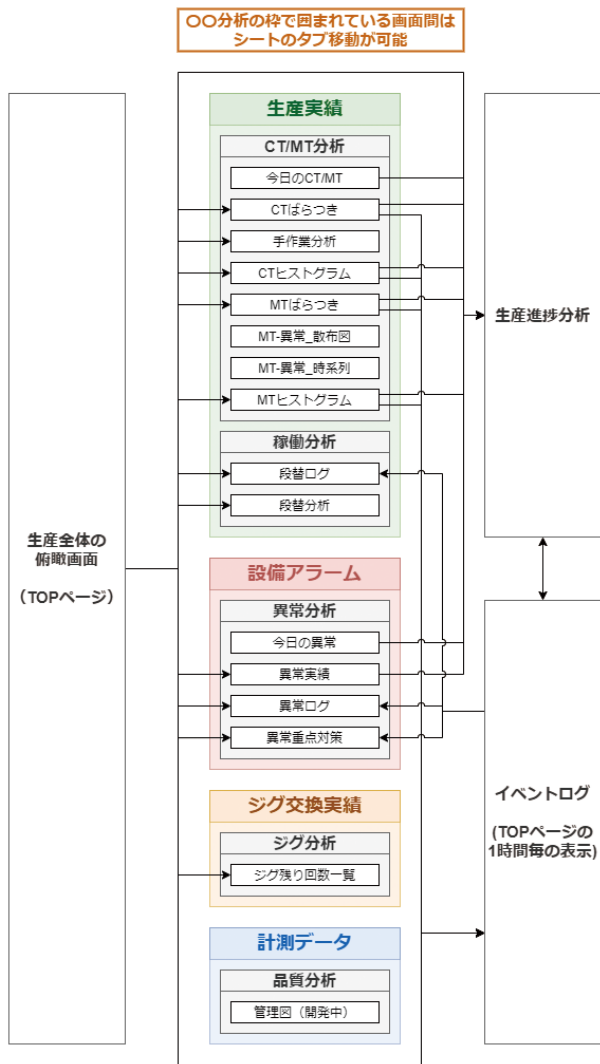 〇〇分析の枠で囲まれている画面間は
シートのタブ移動が可能
生産全体の
俯瞰画面
（TOPページ）
生産実績
CT/MT分析
今日のCT/MT
CTばらつき
手作業分析
CTヒストグラム
MTばらつき
MT-異常_散布図
MT-異常_時系列
MTヒストグラム
稼働分析
段替ログ
段替分析
設備アラーム
異常分析
今日の異常
異常実績
異常ログ
異常重点対策
ジグ交換実績
ジグ分析
ジグ残り回数一覧
計測データ
品質分析
管理図（開発中）
生産進捗分析
イベントログ
(TOPページの
1時間毎の表示)